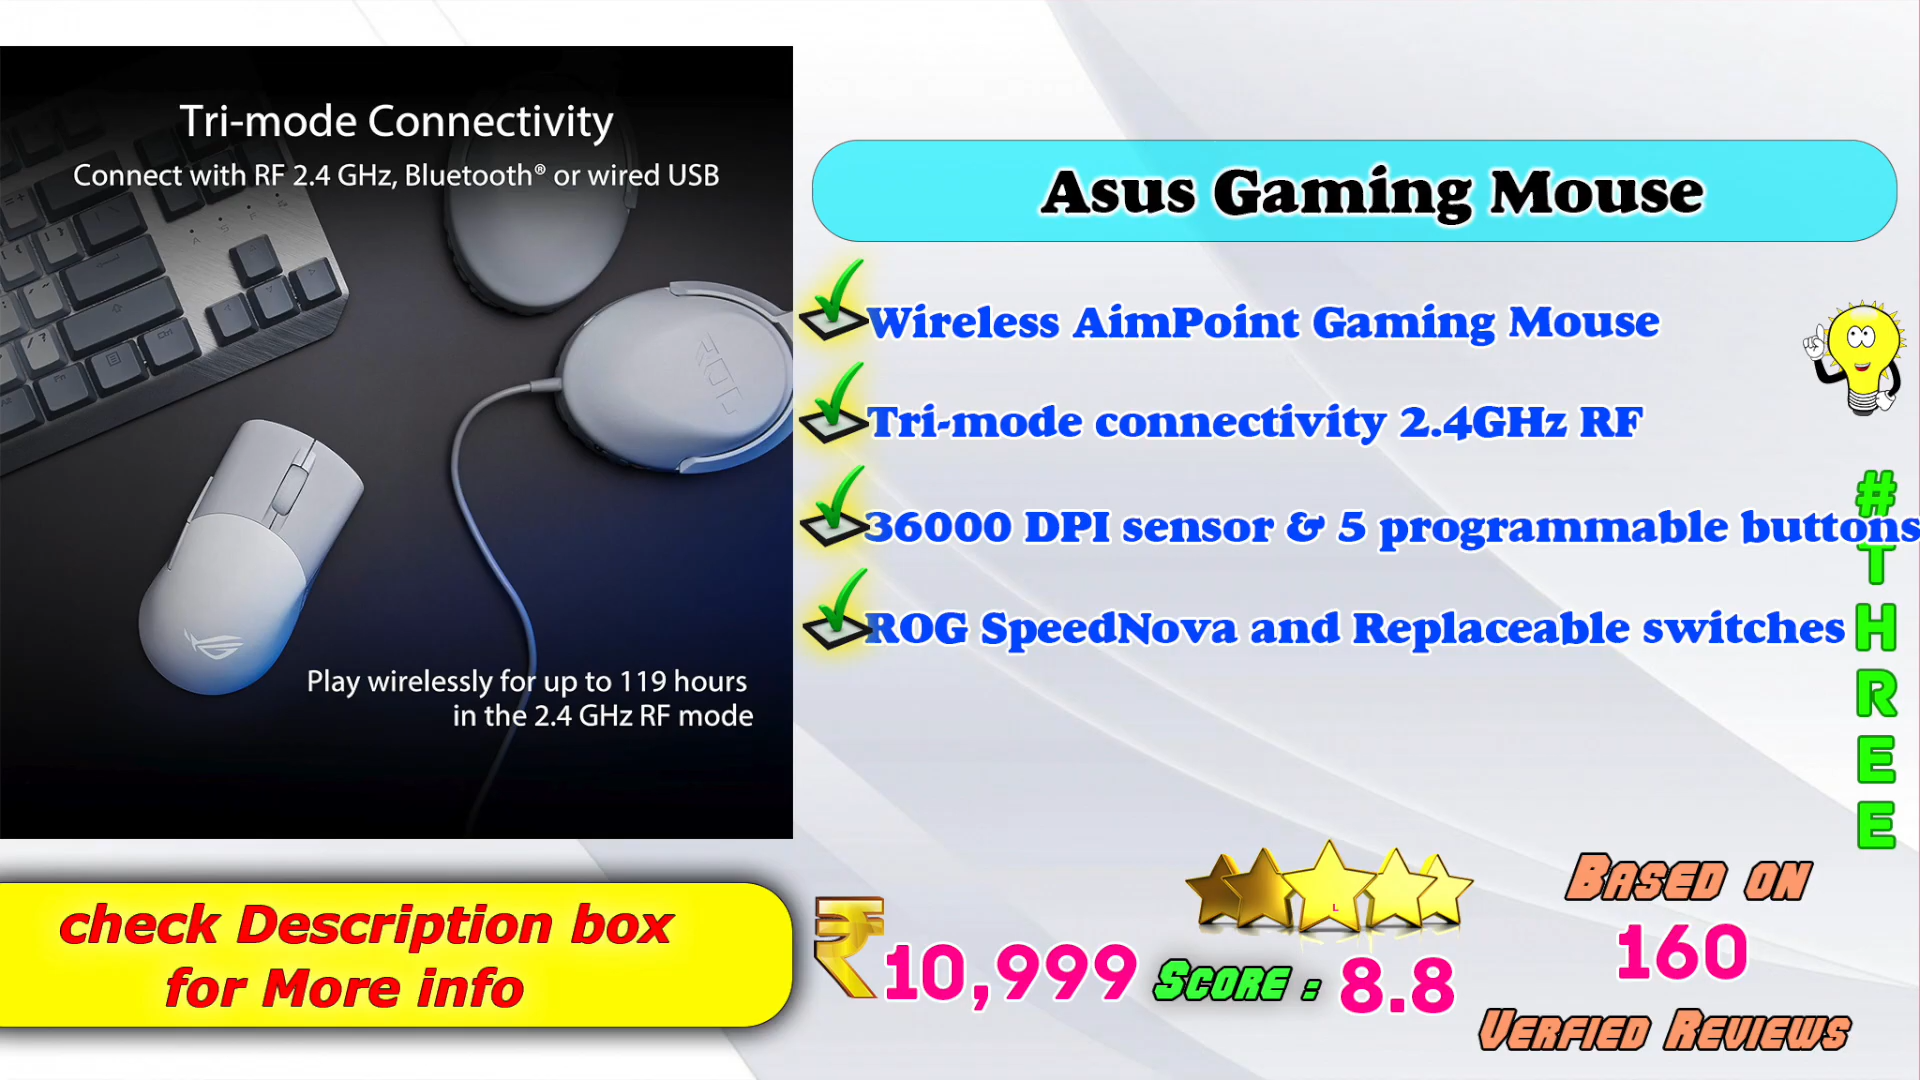 Tri-mode Connectivity
Connect with RF 2.4 GHz, Bluetooth® or wired USB
Play wirelessly for up to 119 hours
in the 2.4 GHz RF mode
Asus Gaming Mouse
Wireless AimPoint Gaming Mouse
Tri-mode connectivity 2.4GHz RF
36000 DPI sensor & 5 programmable buttons
ROG SpeedNova and Replaceable switches
#THREE
check Description box
for More info
₹10,999
Score : 8.8
Based on
160
Verfied Reviews